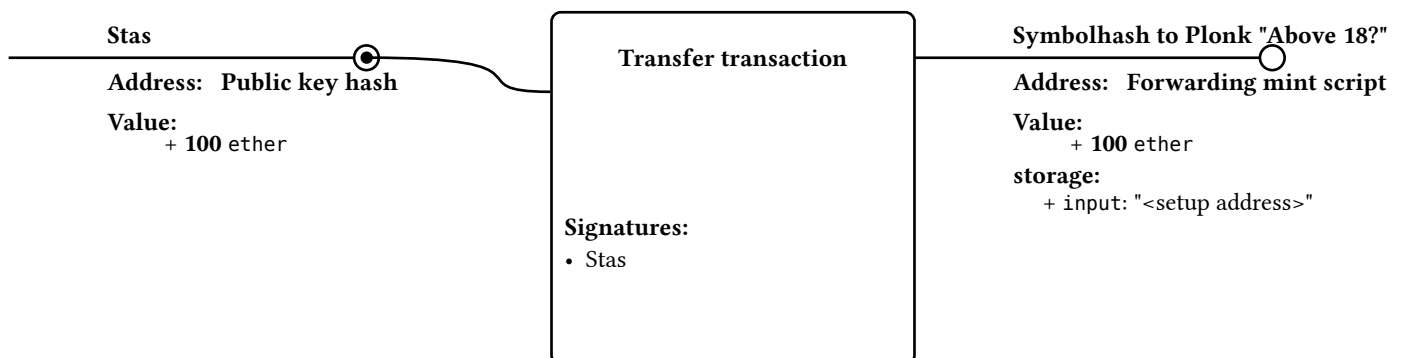 Stas
Address: Public key hash
Value:
+ 100 ether
Transfer transaction
Signatures:
• Stas
Symbolhash to Plonk "Above 18?"
Address: Forwarding mint script
Value:
+ 100 ether
storage:
+ input: "<setup address>"